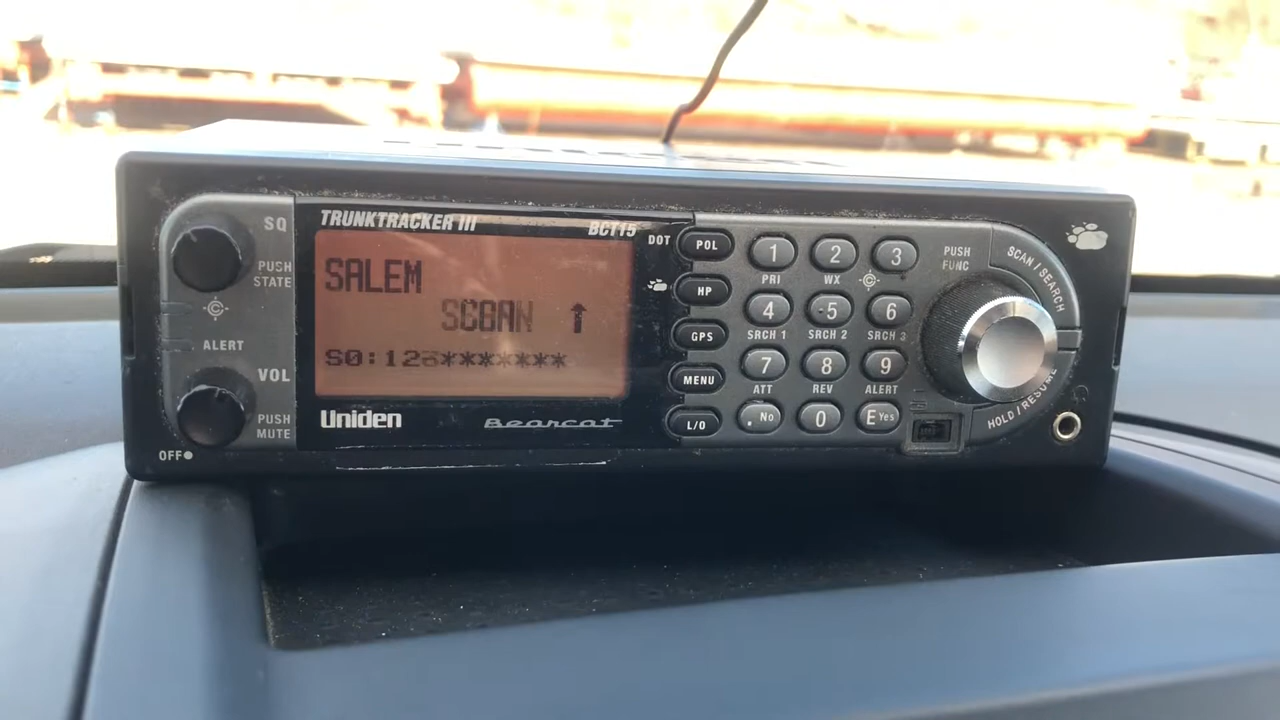 TRUNKTRACKER III
BCT15
SQ
PUSH
STATE
ALERT
VOL
PUSH
MUTE
OFF
SALEM
Uniden
Bearcat
DOT
POL
HP
GPS
MENU
L/O
1 2 3
PRI WX
4 5 6
SRCH 1 SRCH 2 SRCH 3
7 8 9
ATT REV ALERT
. No 0 E Yes
PUSH
FUNC
SCAN / SEARCH
HOLD / RESUME